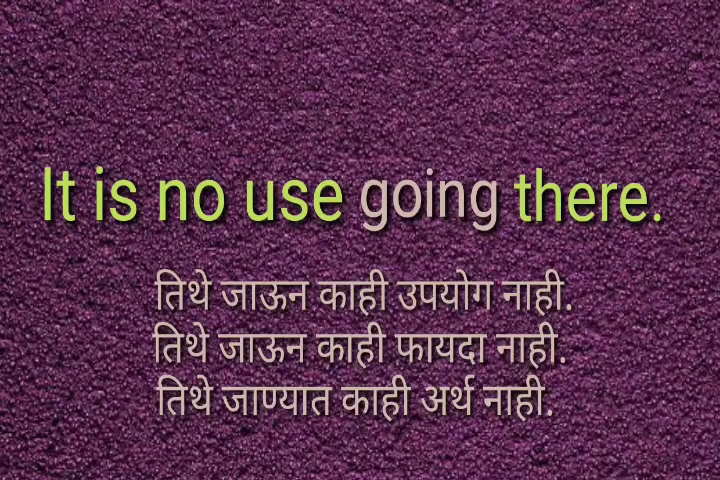 It is no use going there.
तिथे जाऊन काही उपयोग नाही.
तिथे जाऊन काही फायदा नाही.
तिथे जाण्यात काही अर्थ नाही.